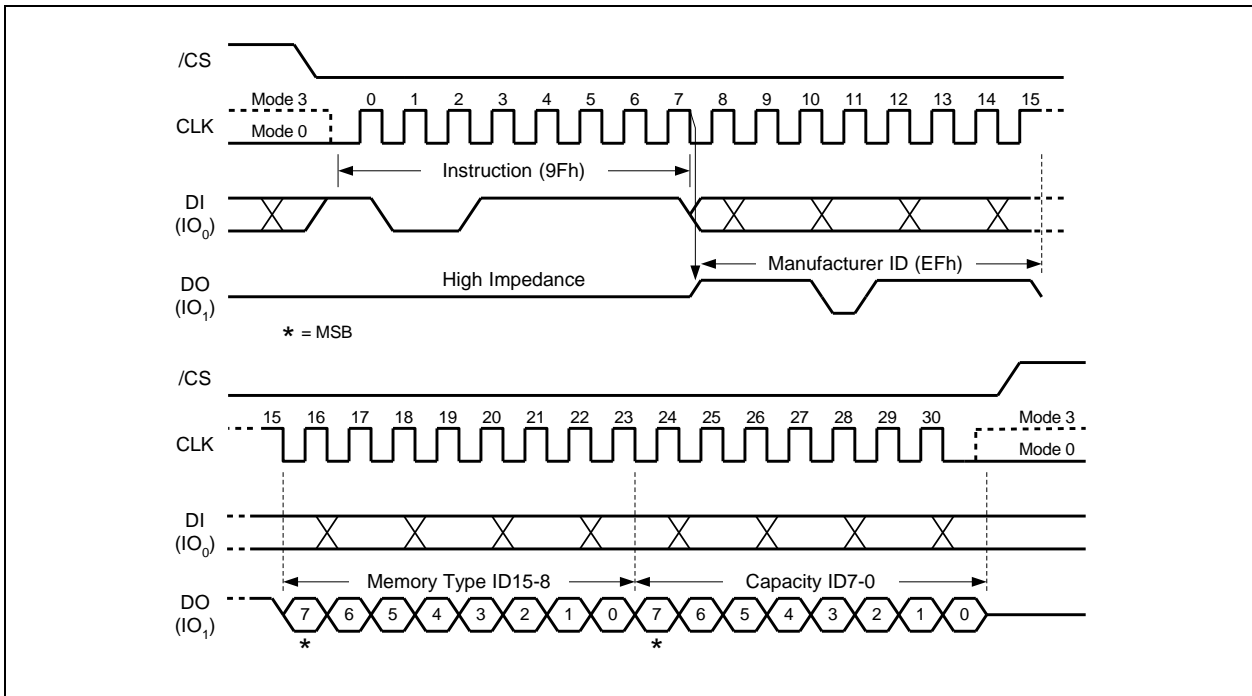 /CS
Mode 3 0 1 2 3 4 5 6 7 8 9 10 11 12 13 14 15
CLK
Mode 0
Instruction (9Fh)
DI
(IO0)
Manufacturer ID (EFh)
High Impedance
DO
(IO1)
* = MSB
/CS
15 16 17 18 19 20 21 22 23 24 25 26 27 28 29 30 Mode 3
CLK
Mode 0
DI
(IO0)
Memory Type ID15-8 Capacity ID7-0
DO
(IO1)
7 6 5 4 3 2 1 0 7 6 5 4 3 2 1 0
* *